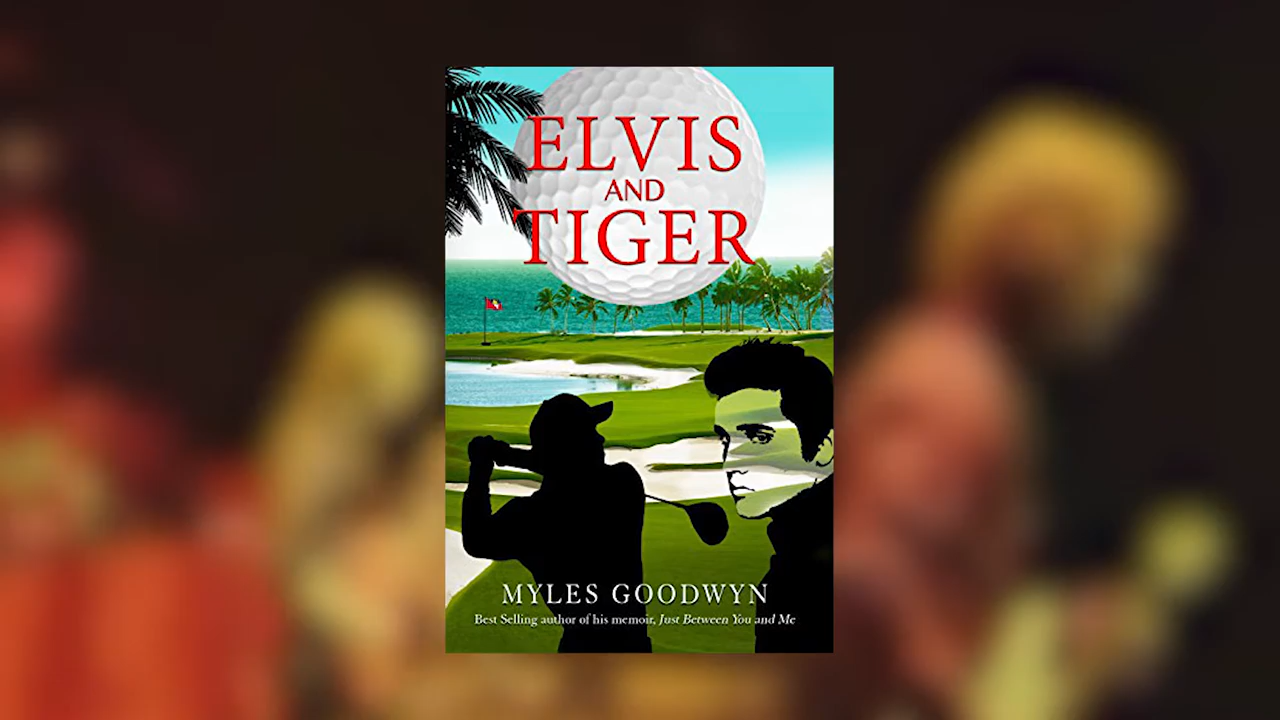 ELVIS
AND
TIGER
MYLES GOODWYN
Best Selling author of his memoir, Just Between You and Me